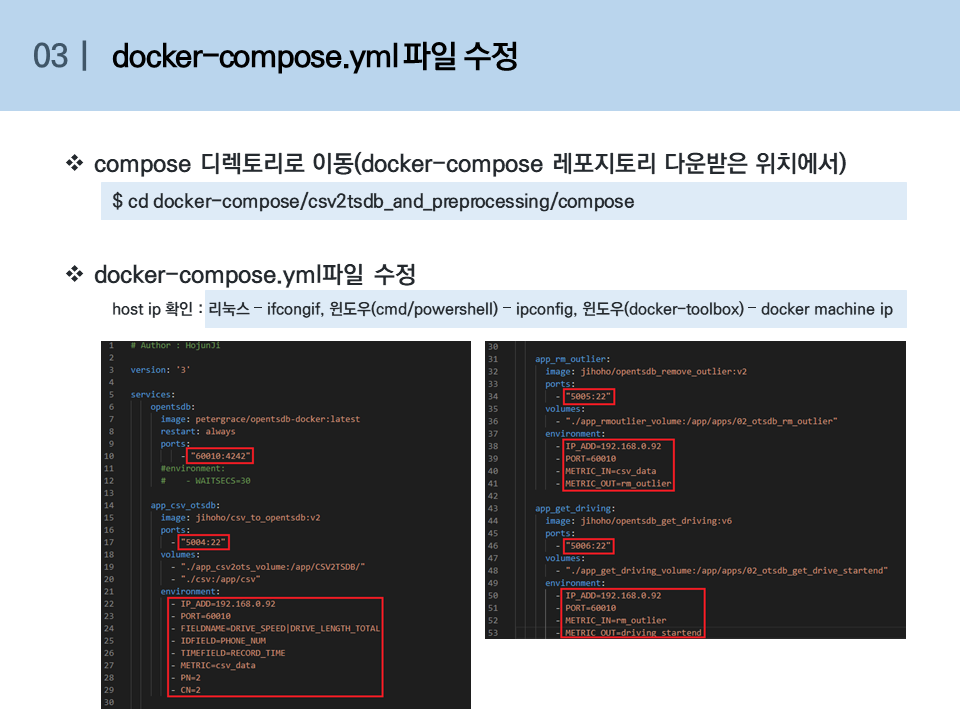 03 | docker-compose.yml파일 수정
❖ compose 디렉토리로 이동(docker-compose 레포지토리 다운받은 위치에서)
$ cd docker-compose/csv2tsdb_and_preprocessing/compose
❖ docker-compose.yml파일 수정
host ip 확인 : 리눅스 – ifcongif, 윈도우(cmd/powershell) – ipconfig, 윈도우(docker-toolbox) – docker machine ip
1 # Author : HojunJi
2
3 version: '3'
4
5 services:
6 opentsdb:
7 image: petergrace/opentsdb-docker:latest
8 restart: always
9 ports:
10 - "60010:4242"
11 #environment:
12 # - WAITSECS=30
13
14 app_csv_otsdb:
15 image: jihoho/csv_to_opentsdb:v2
16 ports:
17 - "5004:22"
18 volumes:
19 - "./app_csv2ots_volume:/app/CSV2TSDB/"
20 - "./csv:/app/csv"
21 environment:
22 - IP_ADD=192.168.0.92
23 - PORT=60010
24 - FIELDNAME=DRIVE_SPEED|DRIVE_LENGTH_TOTAL
25 - IDFIELD=PHONE_NUM
26 - TIMEFIELD=RECORD_TIME
27 - METRIC=csv_data
28 - PN=2
29 - CN=2
30
30
31 app_rm_outlier:
32 image: jihoho/opentsdb_remove_outlier:v2
33 ports:
34 - "5005:22"
35 volumes:
36 - "./app_rmoutlier_volume:/app/apps/02_otsdb_rm_outlier"
37 environment:
38 - IP_ADD=192.168.0.92
39 - PORT=60010
40 - METRIC_IN=csv_data
41 - METRIC_OUT=rm_outlier
42
43 app_get_driving:
44 image: jihoho/opentsdb_get_driving:v6
45 ports:
46 - "5006:22"
47 volumes:
48 - "./app_get_driving_volume:/app/apps/02_otsdb_get_drive_startend"
49 environment:
50 - IP_ADD=192.168.0.92
51 - PORT=60010
52 - METRIC_IN=rm_outlier
53 - METRIC_OUT=driving_startend